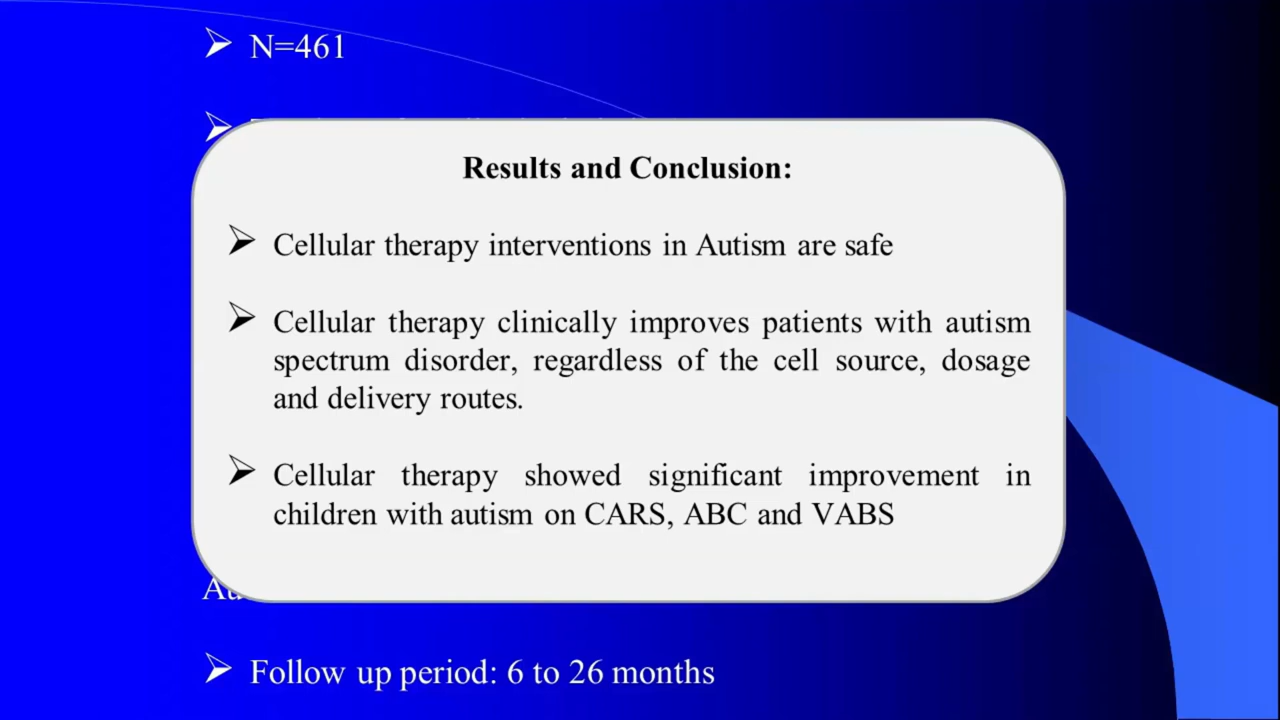 N=461
Results and Conclusion:
Cellular therapy interventions in Autism are safe
Cellular therapy clinically improves patients with autism
spectrum disorder, regardless of the cell source, dosage
and delivery routes.
Cellular therapy showed significant improvement in
children with autism on CARS, ABC and VABS
Follow up period: 6 to 26 months